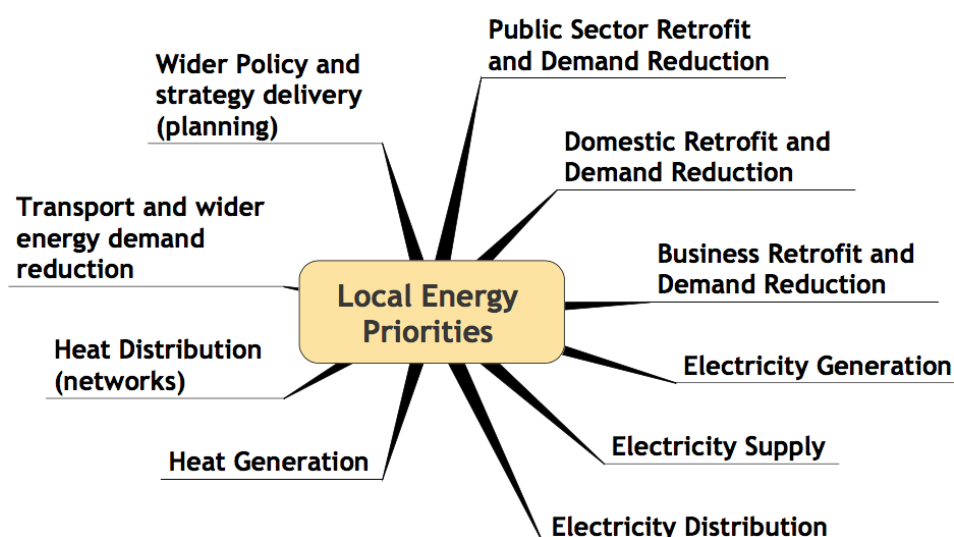 Public Sector Retrofit
and Demand Reduction
Wider Policy and
strategy delivery
(planning)
Domestic Retrofit and
Demand Reduction
Transport and wider
energy demand
reduction
Business Retrofit and
Demand Reduction
Local Energy
Priorities
Heat Distribution
(networks)
Electricity Generation
Electricity Supply
Heat Generation
Electricity Distribution